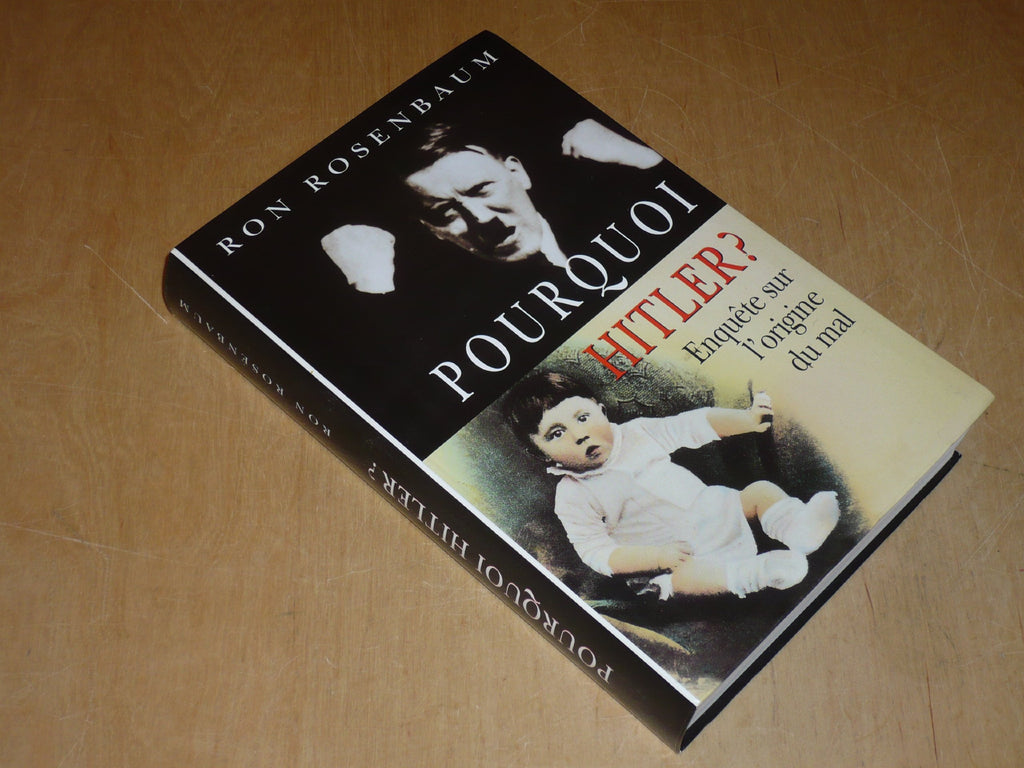 RON ROSENBAUM
POURQUOI
HITLER?
Enquête sur
l'origine
du mal
RON ROSENBAUM
POURQUOI HITLER?